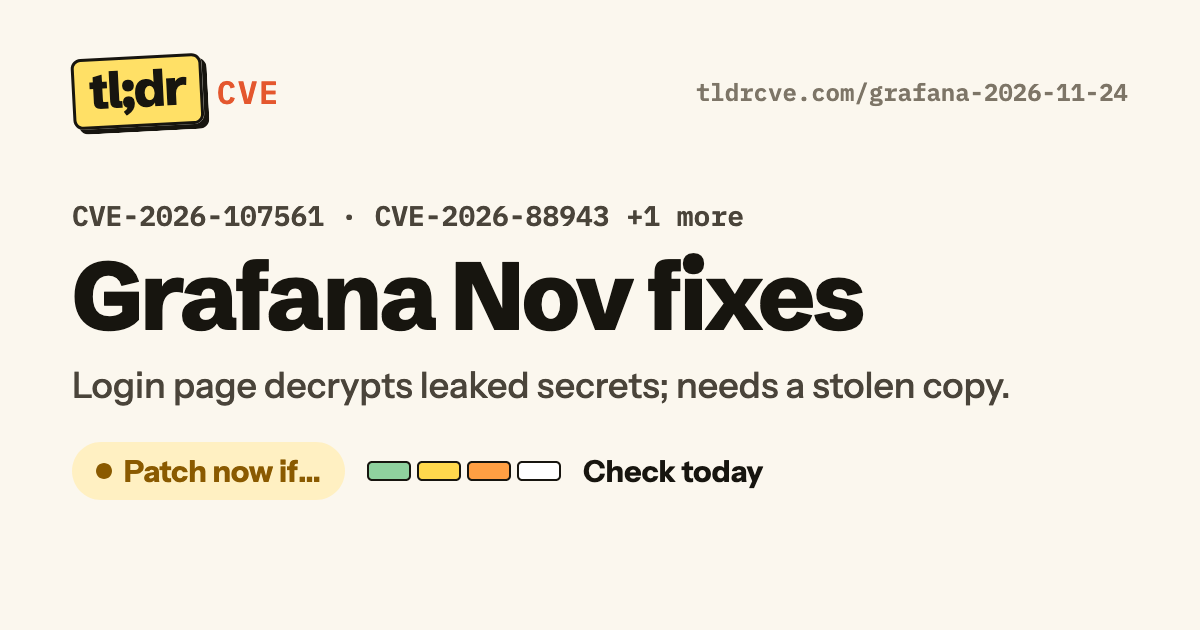 tl;dr CVE
tldrcve.com/grafana-2026-11-24
CVE-2026-107561 · CVE-2026-88943 +1 more
Grafana Nov fixes
Login page decrypts leaked secrets; needs a stolen copy.
Patch now if...
Check today